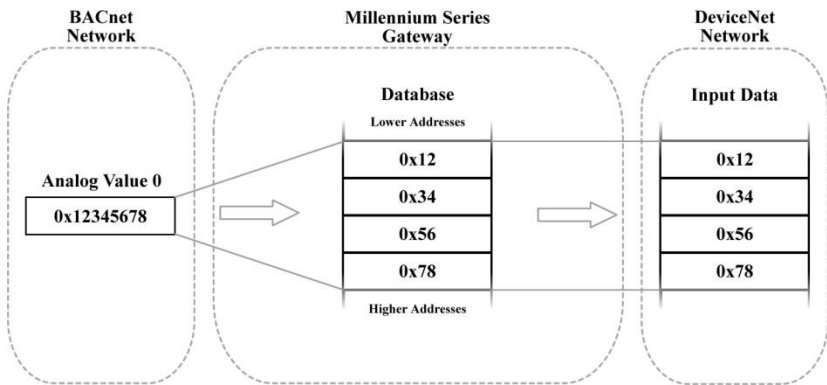 BACnet
Network
Millennium Series
Gateway
DeviceNet
Network
Database
Input Data
Lower Addresses
Analog Value 0
0x12345678
0x12
0x34
0x56
0x78
0x12
0x34
0x56
0x78
Higher Addresses